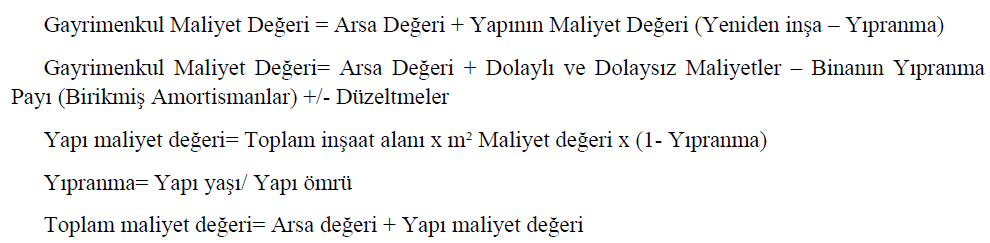 Gayrimenkul Maliyet Değeri = Arsa Değeri + Yapının Maliyet Değeri (Yeniden inşa – Yıpranma)
Gayrimenkul Maliyet Değeri= Arsa Değeri + Dolaylı ve Dolaysız Maliyetler – Binanın Yıpranma
Payı (Birikmiş Amortismanlar) +/- Düzeltmeler
Yapı maliyet değeri= Toplam inşaat alanı x m² Maliyet değeri x (1- Yıpranma)
Yıpranma= Yapı yaşı/ Yapı ömrü
Toplam maliyet değeri= Arsa değeri + Yapı maliyet değeri